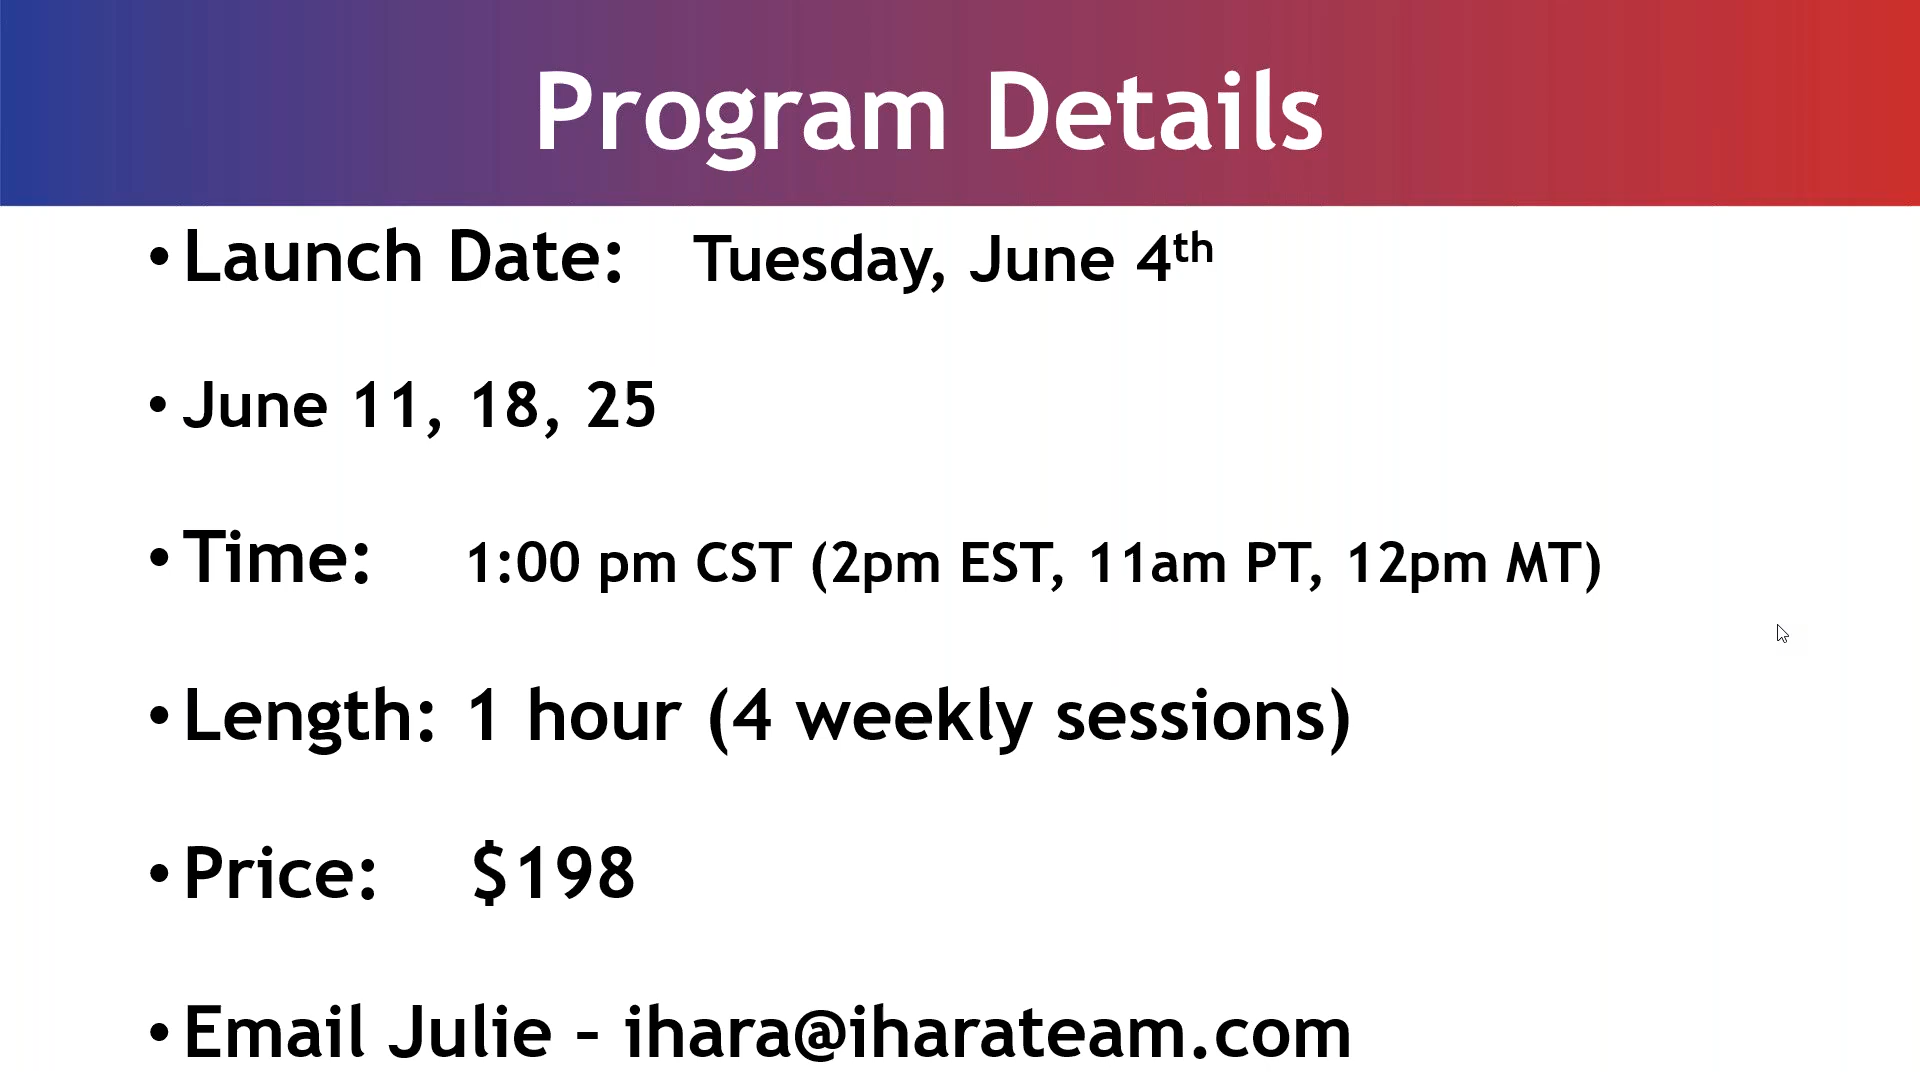 Program Details
• Launch Date: Tuesday, June 4th
• June 11, 18, 25
• Time: 1:00 pm CST (2pm EST, 11am PT, 12pm MT)
• Length: 1 hour (4 weekly sessions)
• Price: $198
• Email Julie – ihara@iharateam.com